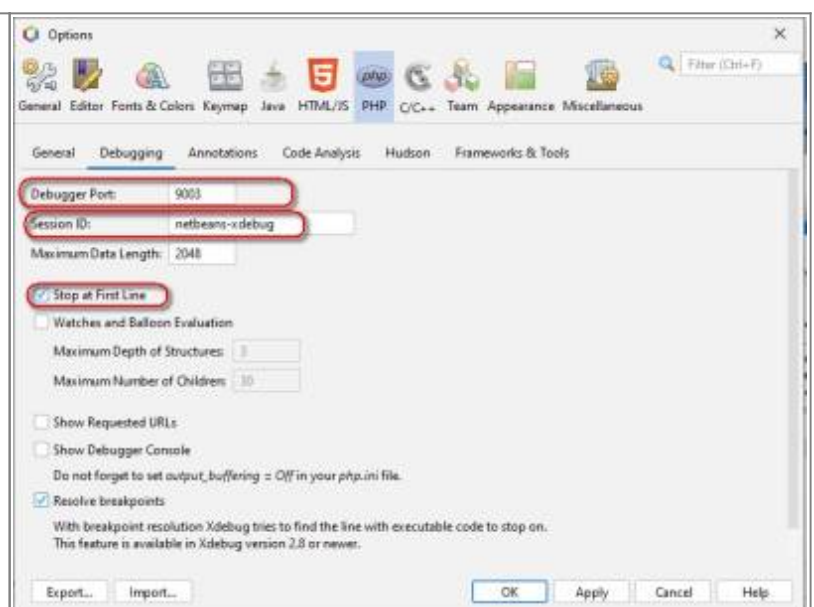 Options
Filter (Ctrl+F)
General Editor Fonts & Colors Keymap Java HTML/JS PHP C/C++ Team Appearance Miscellaneous
General Debugging Annotations Code Analysis Hudson Frameworks & Tools
Debugger Port: 9003
Session ID: netbeans-xdebug
Maximum Data Length: 2048
Stop at First Line
Watches and Balloon Evaluation
Maximum Depth of Structures: 3
Maximum Number of Children: 30
Show Requested URLs
Show Debugger Console
Do not forget to set output_buffering = Off in your php.ini file.
Resolve breakpoints
With breakpoint resolution Xdebug tries to find the line with executable code to stop on.
This feature is available in Xdebug version 2.8 or newer.
Export... Import... OK Apply Cancel Help